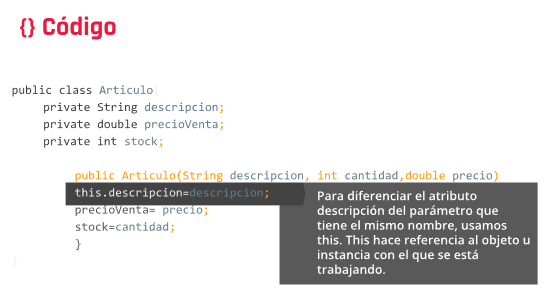 {} Código
public class Articulo{
private String descripcion;
private double precioVenta;
private int stock;
public Articulo(String descripcion, int cantidad,double precio)
this.descripcion=descripcion;
precioVenta= precio;
stock=cantidad;
}
}
Para diferenciar el atributo
descripción del parámetro que
tiene el mismo nombre, usamos
this. This hace referencia al objeto u
instancia con el que se está
trabajando.